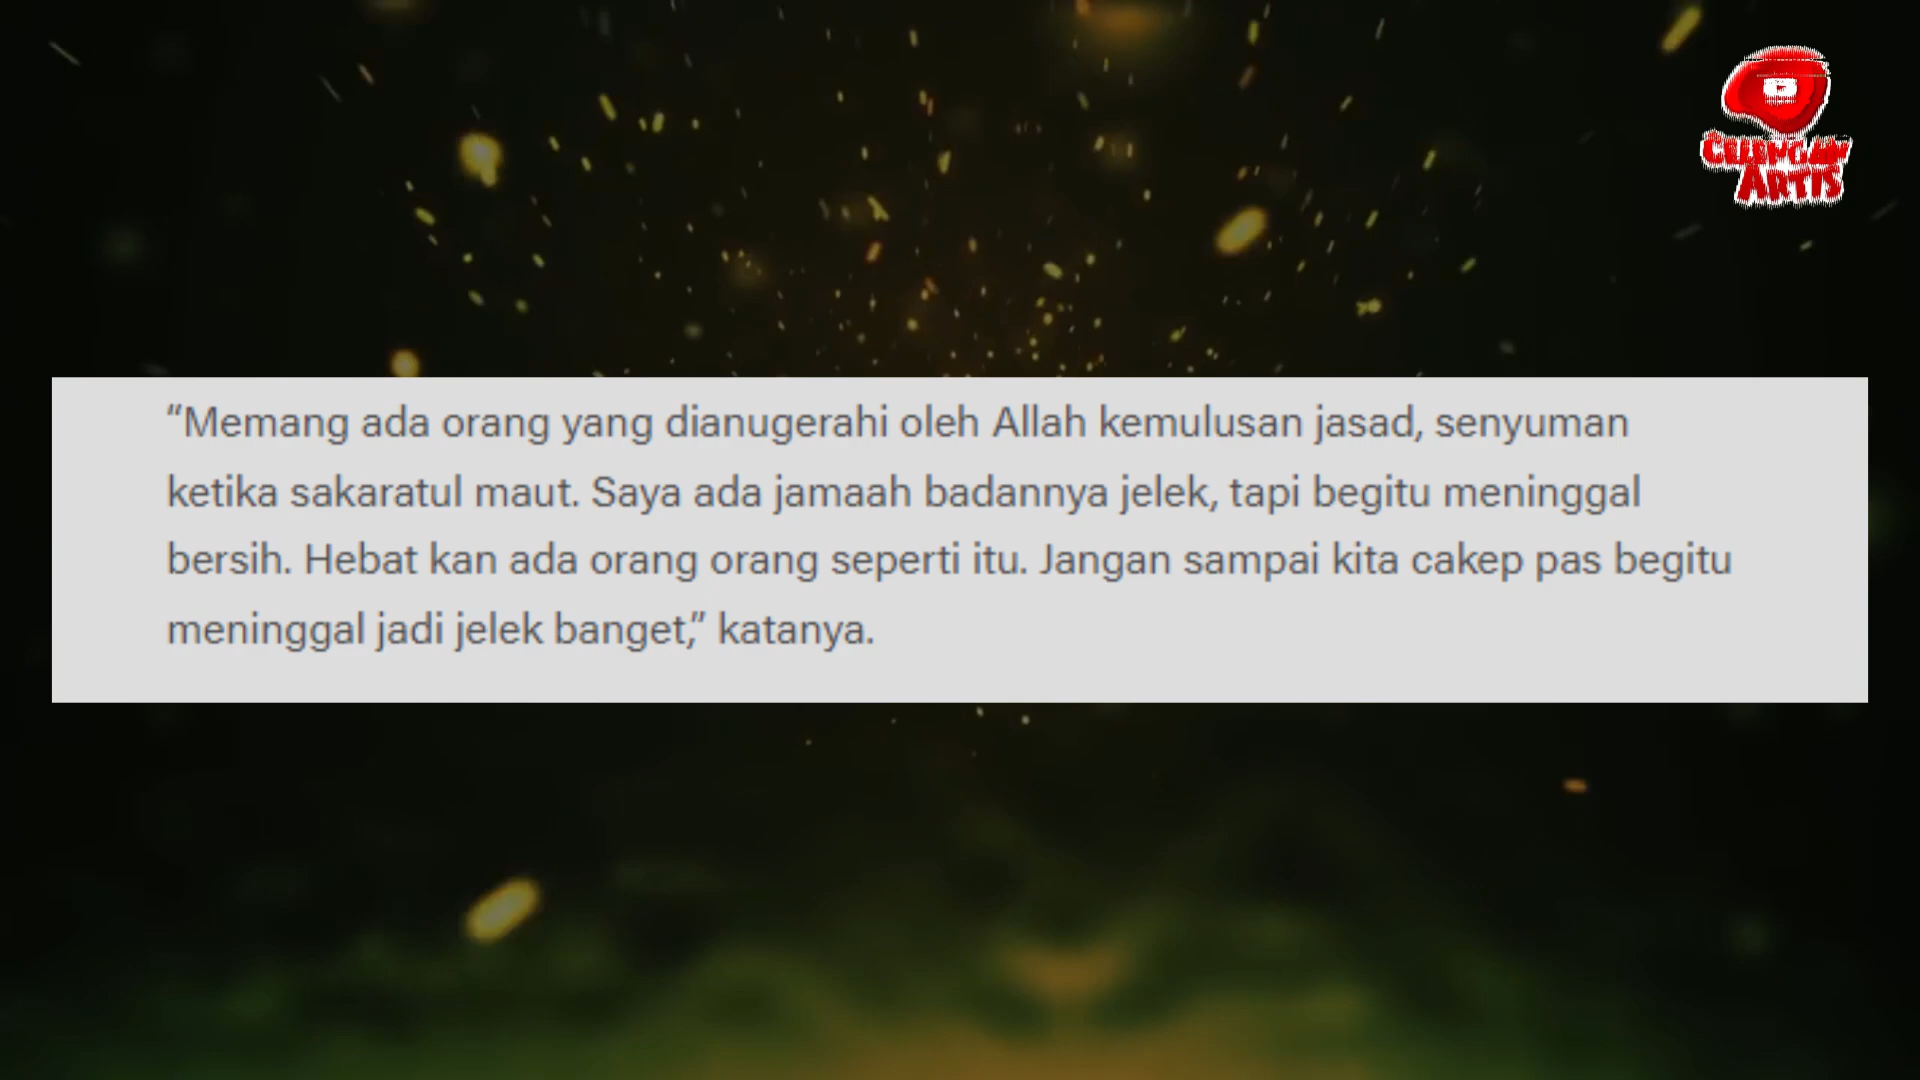 CELENGAN
ARTIS
“Memang ada orang yang dianugerahi oleh Allah kemulusan jasad, senyuman
ketika sakaratul maut. Saya ada jamaah badannya jelek, tapi begitu meninggal
bersih. Hebat kan ada orang orang seperti itu. Jangan sampai kita cakep pas begitu
meninggal jadi jelek banget,” katanya.